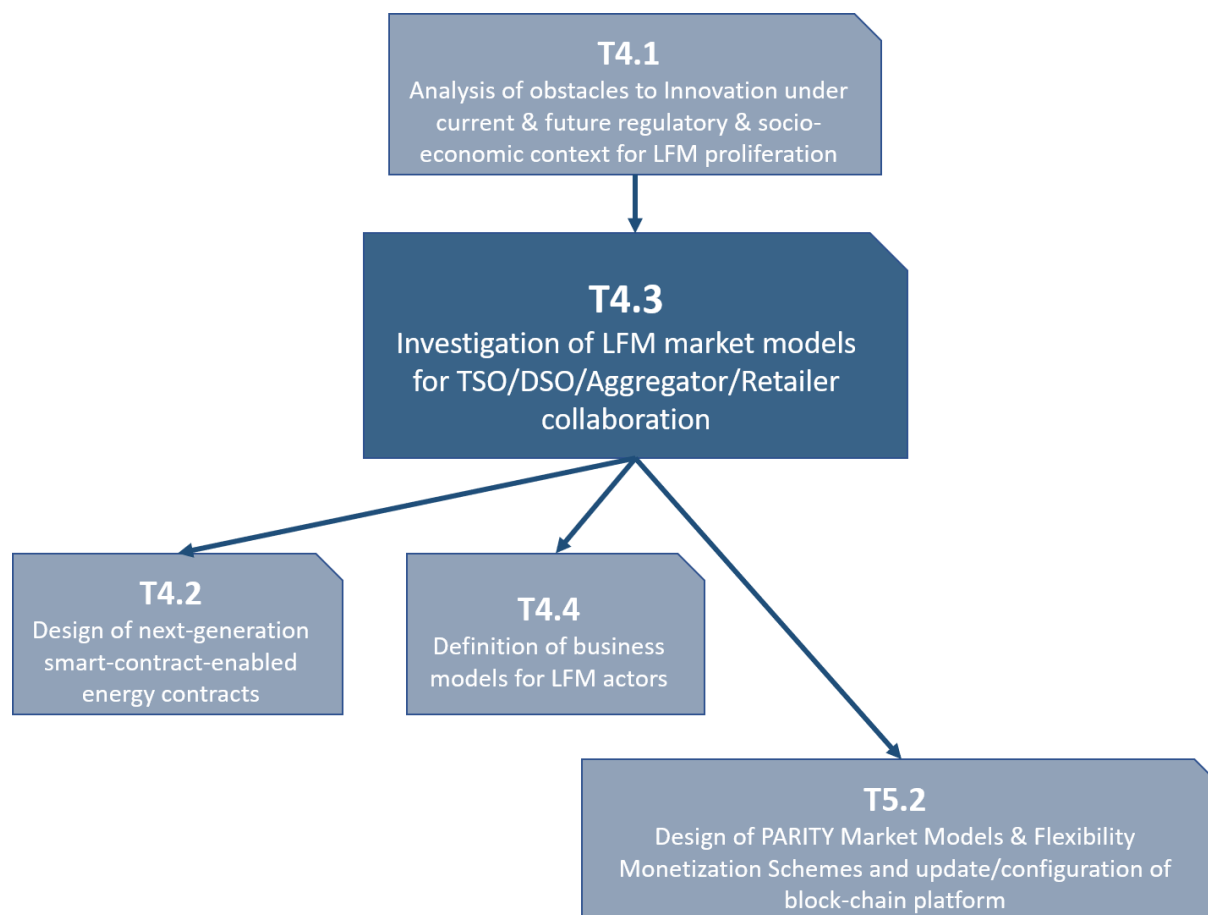 T4.1
Analysis of obstacles to Innovation under
current & future regulatory & socio-
economic context for LFM proliferation
T4.3
Investigation of LFM market models
for TSO/DSO/Aggregator/Retailer
collaboration
T4.2
Design of next-generation
smart-contract-enabled
energy contracts
T4.4
Definition of business
models for LFM actors
T5.2
Design of PARITY Market Models & Flexibility
Monetization Schemes and update/configuration of
block-chain platform